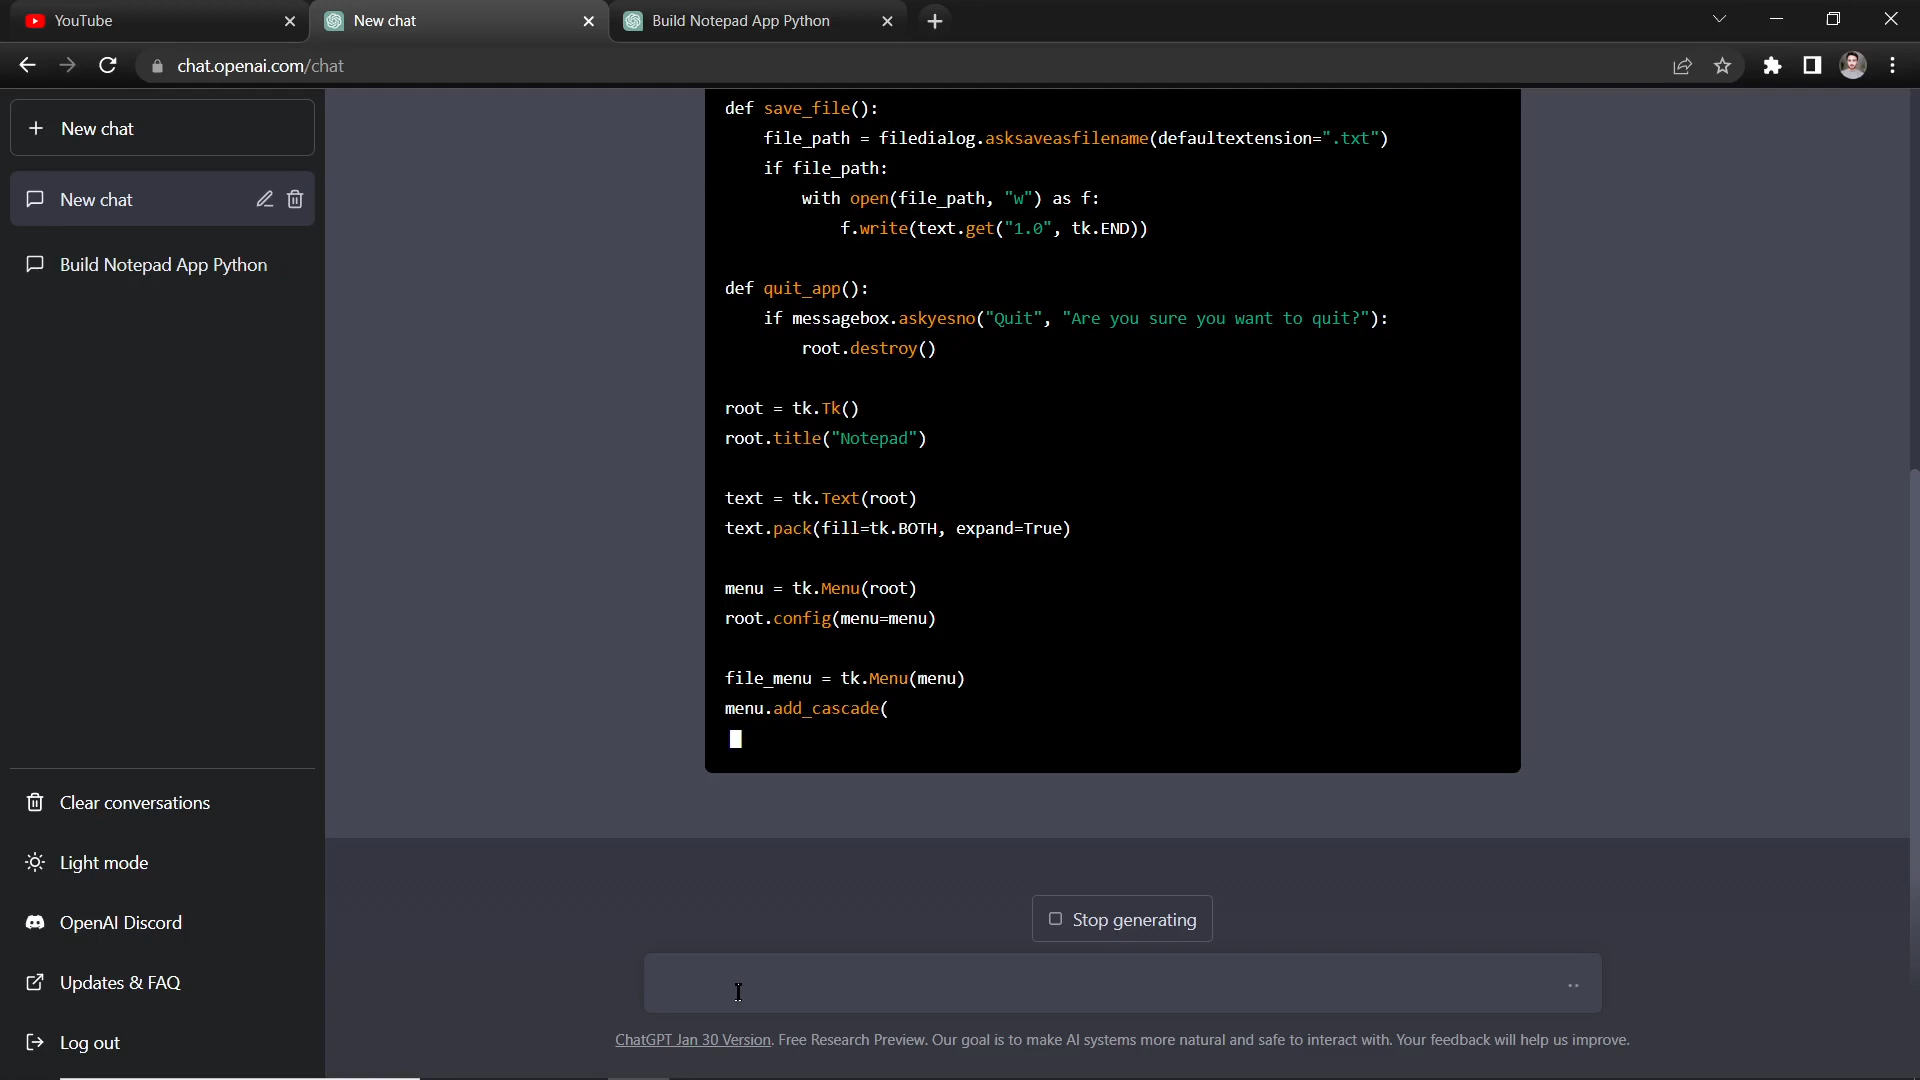 YouTube
New chat
Build Notepad App Python
chat.openai.com/chat
New chat
New chat
Build Notepad App Python
Clear conversations
Light mode
OpenAI Discord
Updates & FAQ
Log out
def save_file():
    file_path = filedialog.asksaveasfilename(defaultextension=".txt")
    if file_path:
        with open(file_path, "w") as f:
            f.write(text.get("1.0", tk.END))
def quit_app():
    if messagebox.askyesno("Quit", "Are you sure you want to quit?"):
        root.destroy()
root = tk.Tk()
root.title("Notepad")
text = tk.Text(root)
text.pack(fill=tk.BOTH, expand=True)
menu = tk.Menu(root)
root.config(menu=menu)
file_menu = tk.Menu(menu)
menu.add_cascade(
Stop generating
ChatGPT Jan 30 Version. Free Research Preview. Our goal is to make AI systems more natural and safe to interact with. Your feedback will help us improve.